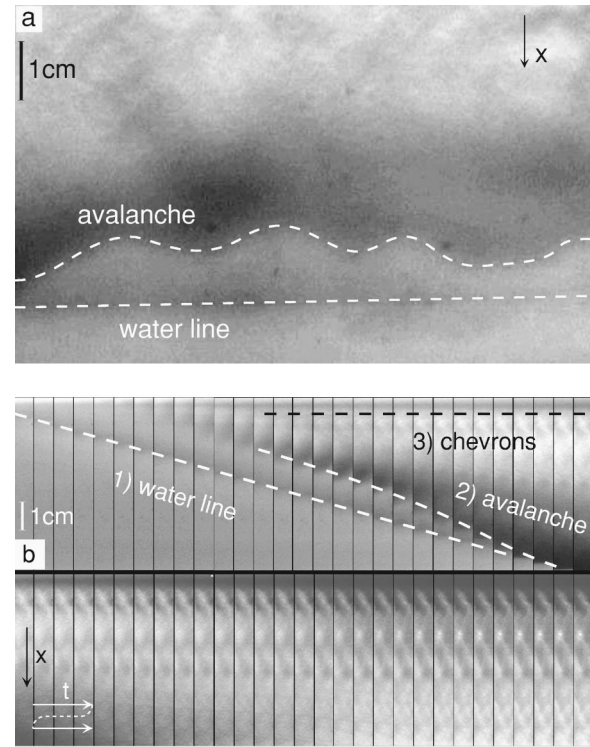 a
x
1cm
avalanche
water line
3) chevrons
1) water line
2) avalanche
1cm
b
x
t